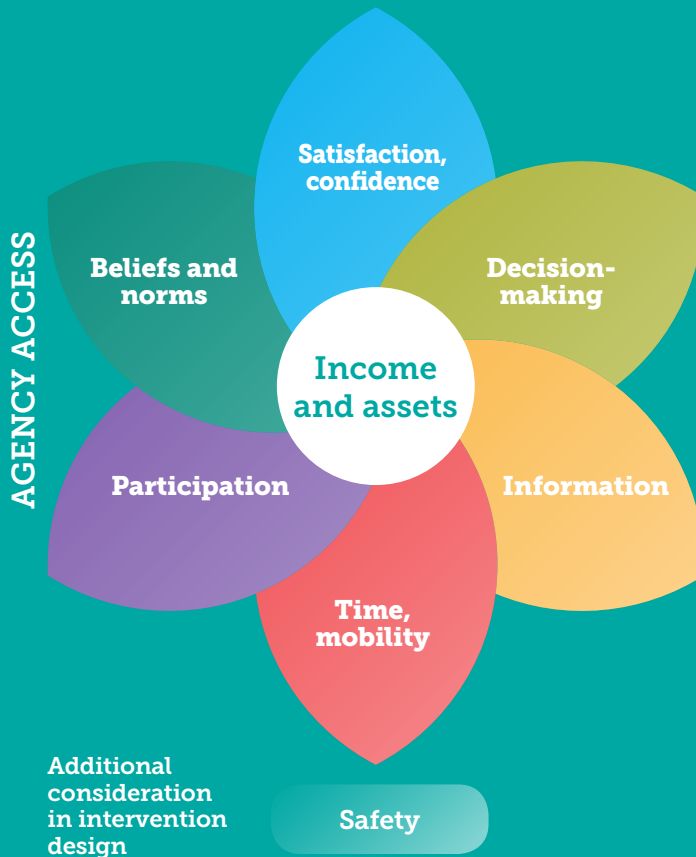 Satisfaction,
confidence
Beliefs and
norms
Decision-
making
AGENCY ACCESS
Income
and assets
Participation
Information
Time,
mobility
Additional
consideration
in intervention
design
Safety